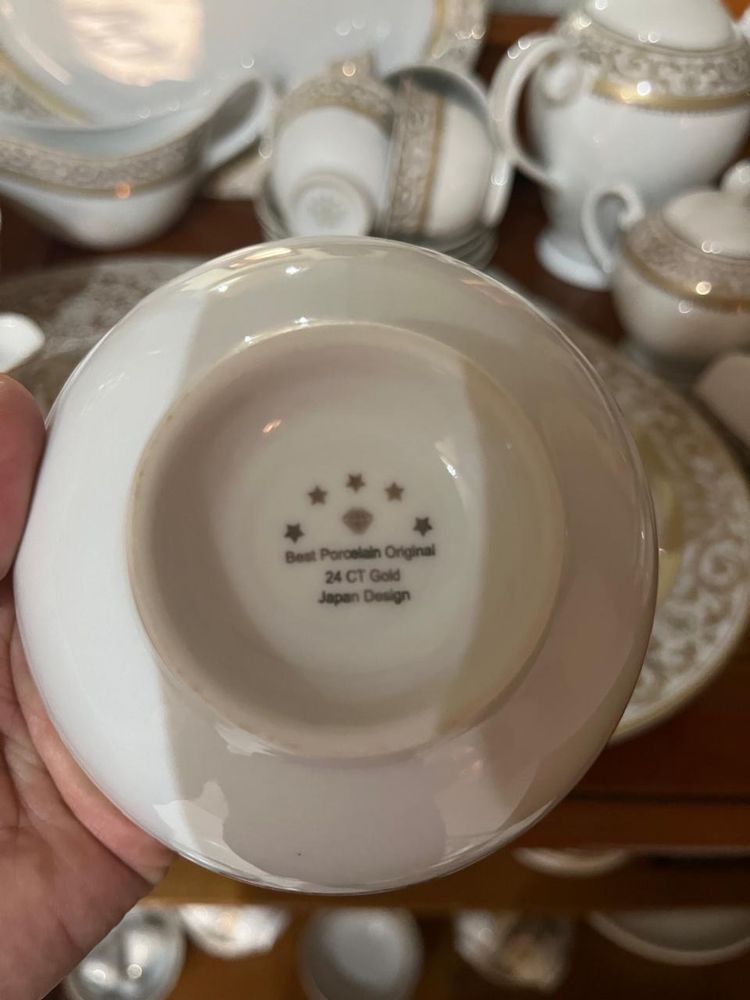 Best Porcelain Original
24 CT Gold
Japan Design